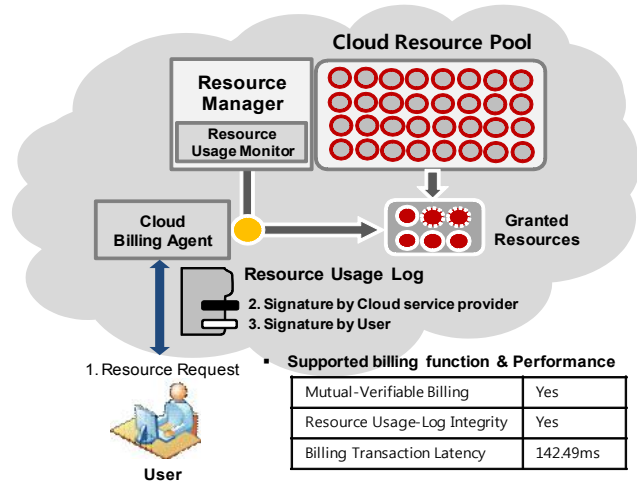 Cloud Resource Pool
Resource
Manager
Resource
Usage Monitor
Cloud
Billing Agent
Granted
Resources
Resource Usage Log
2. Signature by Cloud service provider
3. Signature by User
1. Resource Request
User
▪ Supported billing function & Performance
Mutual-Verifiable Billing Yes
Resource Usage-Log Integrity Yes
Billing Transaction Latency 142.49ms